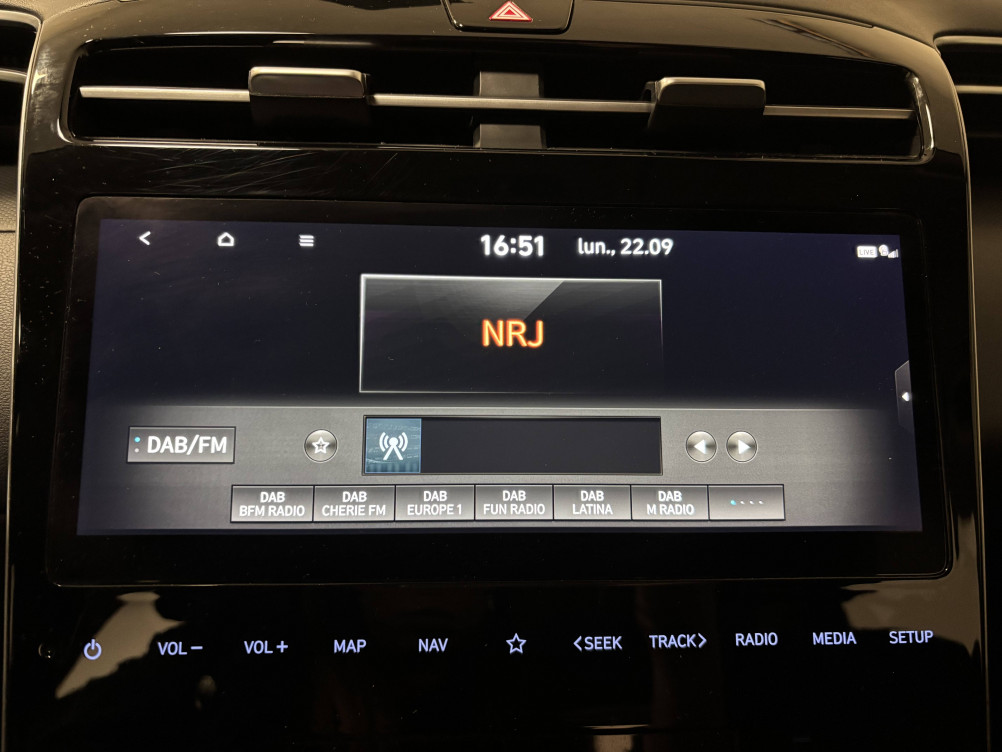 16:51 lun., 22.09
LIVE
NRJ
: DAB/FM
DAB
BFM RADIO
DAB
CHERIE FM
DAB
EUROPE 1
DAB
FUN RADIO
DAB
LATINA
DAB
M RADIO
VOL− VOL+ MAP NAV <SEEK TRACK> RADIO MEDIA SETUP